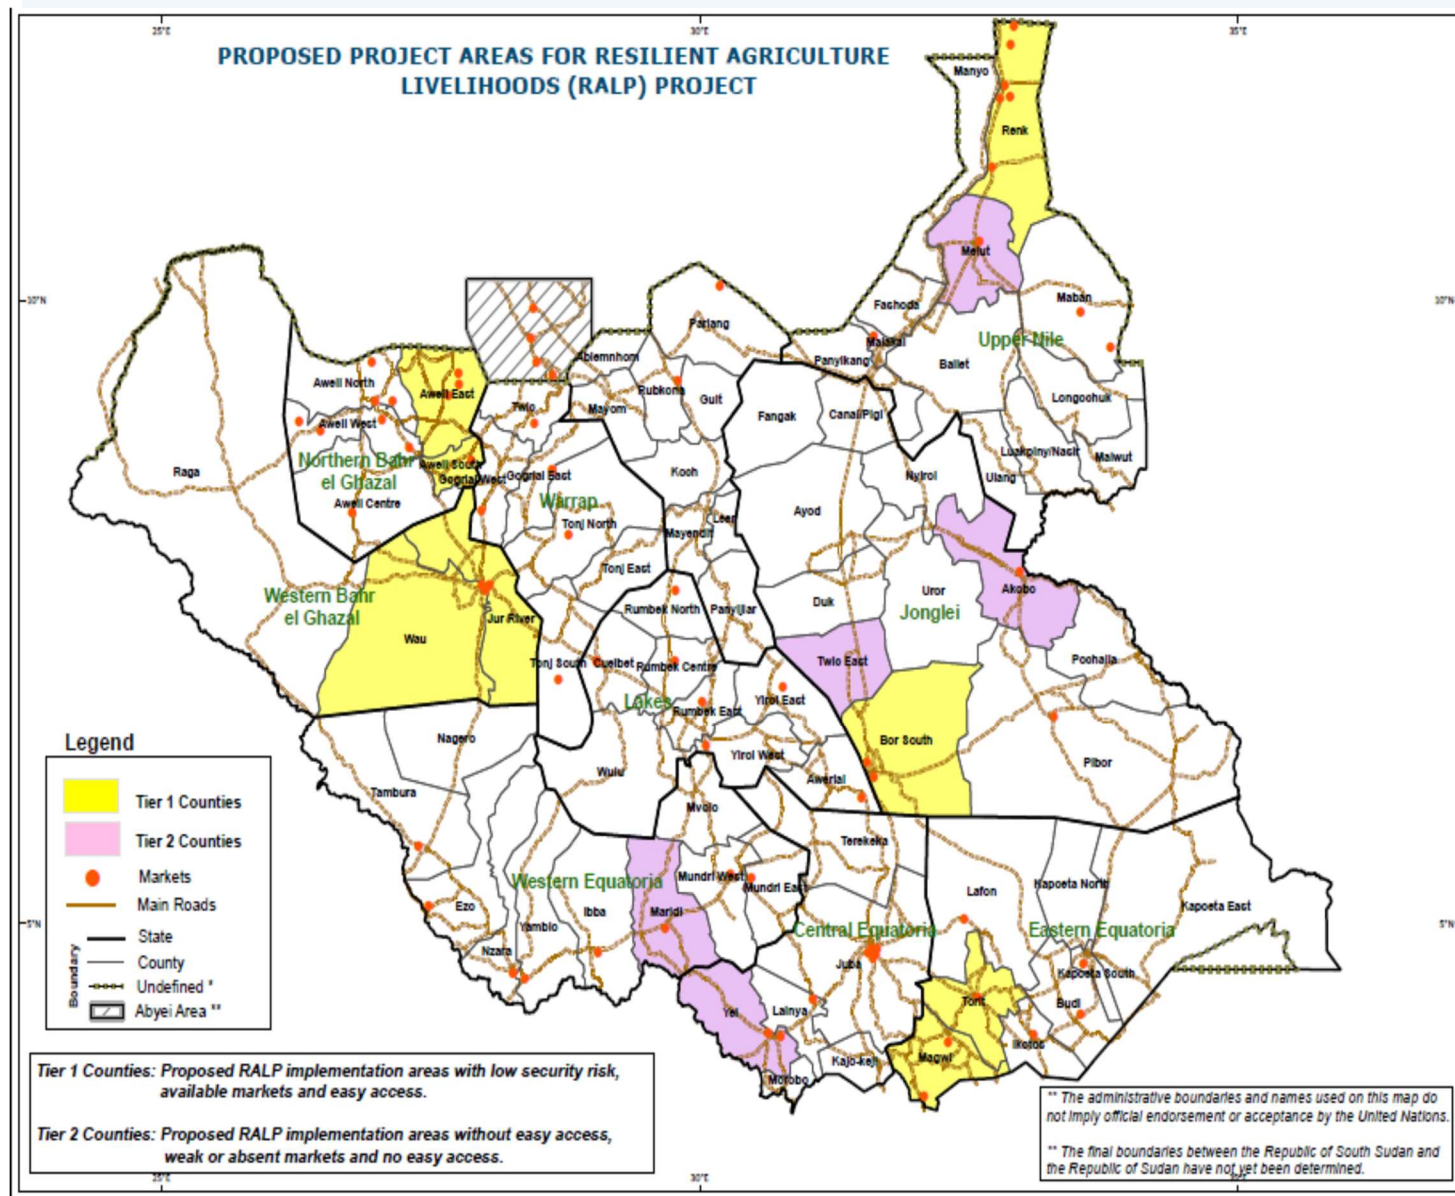 25°E
30°E
35°E
PROPOSED PROJECT AREAS FOR RESILIENT AGRICULTURE
LIVELIHOODS (RALP) PROJECT
Manyo
Renk
Melut
10°N
10°N
Fashoda
Maban
Pariang
Malakal
Upper Nile
Abiemnhom
Panyikang
Baliet
Aweil North
Aweil East
Rubkona
Guit
Longochuk
Twic
Mayom
Fangak
Canal/Pigi
Aweil West
Luakpiny/Nasir
Maiwut
Northern Bahr
el Ghazal
Aweil South
Raga
Gogrial West
Gogrial East
Koch
Nyirol
Ulang
Aweil Centre
Warrap
Ayod
Leer
Tonj North
Mayendit
Tonj East
Western Bahr
el Ghazal
Rumbek North
Panyijiar
Duk
Uror
Akobo
Jonglei
Jur River
Wau
Tonj South
Cueibet
Rumbek Centre
Twic East
Pochalla
Lakes
Yirol East
Rumbek East
Nagero
Bor South
Yirol West
Pibor
Wulu
Awerial
Tambura
Mvolo
Terekeka
Mundri West
Mundri East
Western Equatoria
Lafon
Kapoeta North
Kapoeta East
Ezo
Ibba
Maridi
Yambio
5°N
5°N
Central Equatoria
Eastern Equatoria
Nzara
Juba
Kapoeta South
Torit
Budi
Yei
Lainya
Ikotos
Magwi
Kajo-keji
Morobo
Legend
Tier 1 Counties
Tier 2 Counties
Markets
Main Roads
Boundary
State
County
Undefined *
Abyei Area **
Tier 1 Counties: Proposed RALP implementation areas with low security risk,
available markets and easy access.
Tier 2 Counties: Proposed RALP implementation areas without easy access,
weak or absent markets and no easy access.
** The administrative boundaries and names used on this map do
not imply official endorsement or acceptance by the United Nations.
** The final boundaries between the Republic of South Sudan and
the Republic of Sudan have not yet been determined.
25°E
30°E